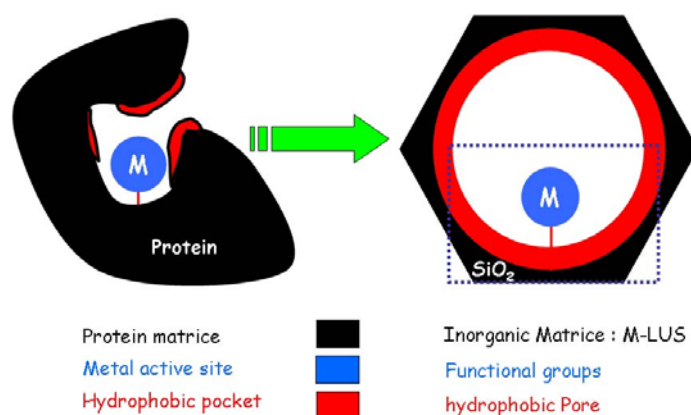 M
Protein
M
SiO₂
Protein matrice
Inorganic Matrice : M-LUS
Metal active site
Functional groups
Hydrophobic pocket
hydrophobic Pore